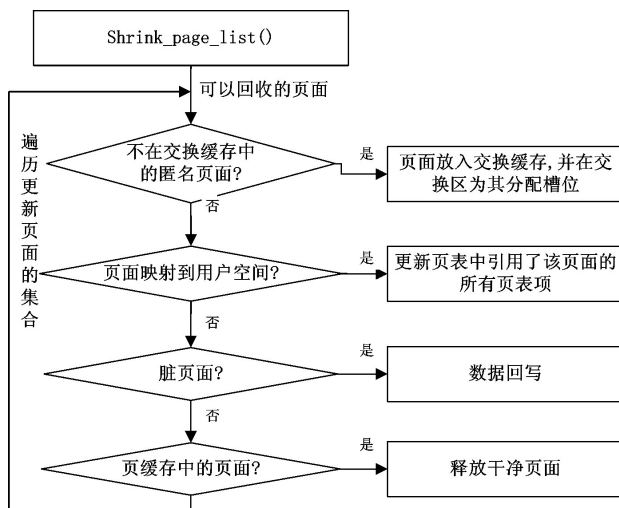 Shrink_page_list()
可以回收的页面
遍历更新页面的集合
不在交换缓存中
的匿名页面?
是
页面放入交换缓存,并在交
换区为其分配槽位
否
页面映射到用户空间?
是
更新页表中引用了该页面的
所有页表项
否
脏页面?
是
数据回写
否
页缓存中的页面?
是
释放干净页面